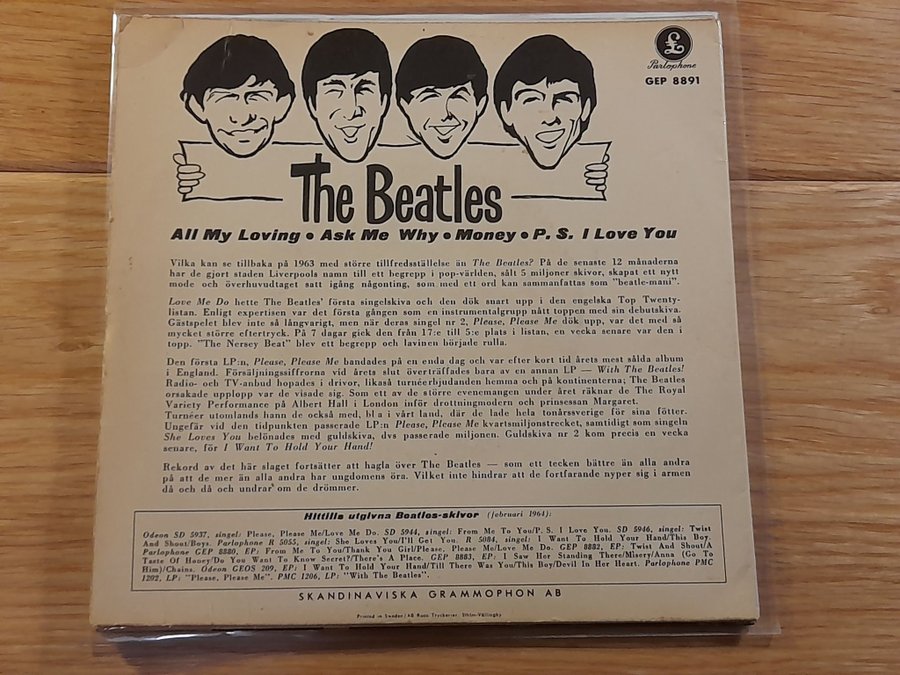 £
Parlophone
GEP 8891
The Beatles
All My Loving • Ask Me Why • Money • P. S. I Love You
Vilka kan se tillbaka på 1963 med större tillfredsställelse än The Beatles? På de senaste 12 månaderna
har de gjort staden Liverpools namn till ett begrepp i pop-världen, sålt 5 miljoner skivor, skapat ett nytt
mode och överhuvudtaget satt igång någonting, som med ett ord kan sammanfattas som "beatle-mani".
Love Me Do hette The Beatles' första singelskiva och den dök snart upp i den engelska Top Twenty-
listan. Enligt expertisen var det första gången som en instrumentalgrupp nått toppen med sin debutskiva.
Gästspelet blev inte så långvarigt, men när deras singel nr 2, Please, Please Me dök upp, var det med så
mycket större eftertryck. På 7 dagar gick den från 17:e till 5:e plats i listan, en vecka senare var den i
topp. "The Nersey Beat" blev ett begrepp och lavinen började rulla.
Den första LP:n, Please, Please Me bandades på en enda dag och var efter kort tid årets mest sålda album
i England. Försäljningssiffrorna vid årets slut överträffades bara av en annan LP — With The Beatles!
Radio- och TV-anbud hopades i drivor, likaså turnéerbjudanden hemma och på kontinenterna; The Beatles
orsakade upplopp var de visade sig. Som ett av de större evenemangen under året räknar de The Royal
Variety Performance på Albert Hall i London inför drottningmodern och prinsessan Margaret.
Turnéer utomlands hann de också med, bl a i vårt land, där de lade hela tonårssverige för sina fötter.
Ungefär vid den tidpunkten passerade LP:n Please, Please Me kvartsmiljonstrecket, samtidigt som singeln
She Loves You belönades med guldskiva, dvs passerade miljonen. Guldskiva nr 2 kom precis en vecka
senare, för I Want To Hold Your Hand!
Rekord av det här slaget fortsätter att hagla över The Beatles — som ett tecken bättre än alla andra
på att de mer än alla andra har ungdomens öra. Vilket inte hindrar att de fortfarande nyper sig i armen
då och då och undrar om de drömmer.
Hittills utgivna Beatles-skivor (februari 1964):
Odeon SD 5937, singel: Please, Please Me/Love Me Do. SD 5944, singel: From Me To You/P. S. I Love You. SD 5946, singel: Twist
And Shout/Boys. Parlophone R 5055, singel: She Loves You/I'll Get You. R 5084, singel: I Want To Hold Your Hand/This Boy.
Parlophone GEP 8880, EP: From Me To You/Thank You Girl/Please, Please Me/Love Me Do. GEP 8882, EP: Twist And Shout/A
Taste Of Honey/Do You Want To Know Secret?/There's A Place. GEP 8883, EP: I Saw Her Standing There/Misery/Anna (Go To
Him)/Chains. Odeon GEOS 209, EP: I Want To Hold Your Hand/Till There Was You/This Boy/Devil In Her Heart. Parlophone PMC
1202, LP: "Please, Please Me". PMC 1206, LP: "With The Beatles".
SKANDINAVISKA GRAMMOPHON AB
Printed in Sweden / AB Roos Tryckerier, Sthlm-Vällingby